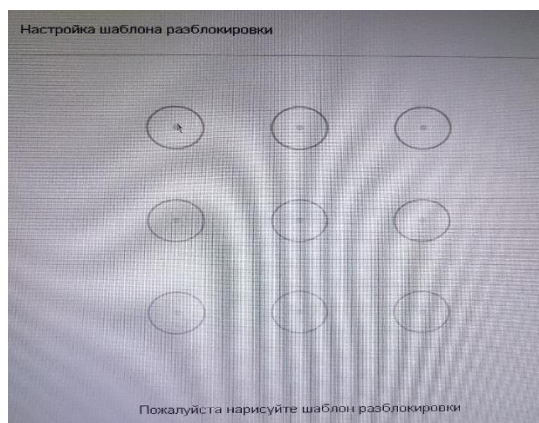 Настройка шаблона разблокировки
Пожалуйста нарисуйте шаблон разблокировки